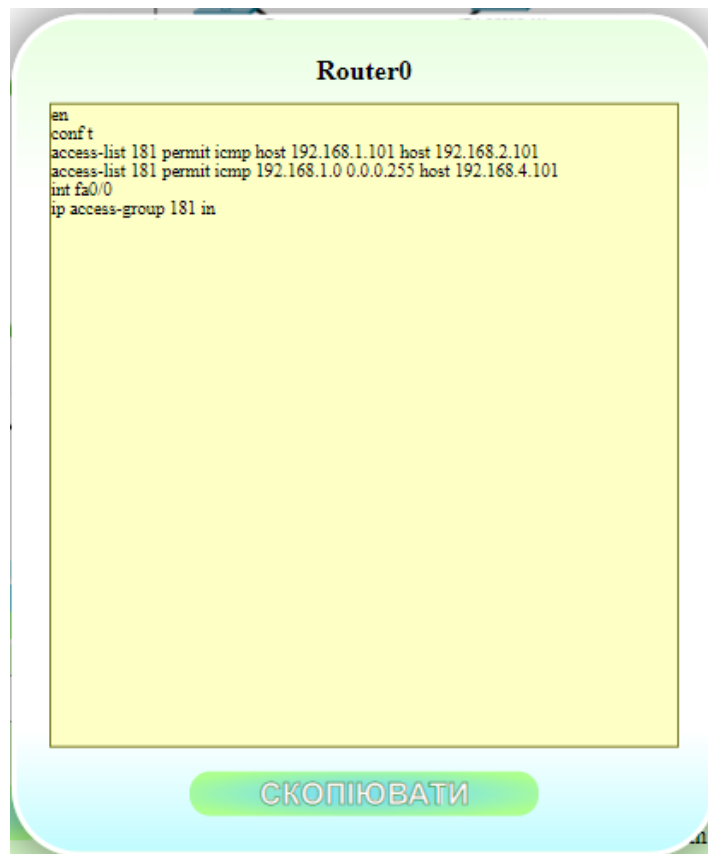 Router0
en
conf t
access-list 181 permit icmp host 192.168.1.101 host 192.168.2.101
access-list 181 permit icmp 192.168.1.0 0.0.0.255 host 192.168.4.101
int fa0/0
ip access-group 181 in
СКОПІЮВАТИ